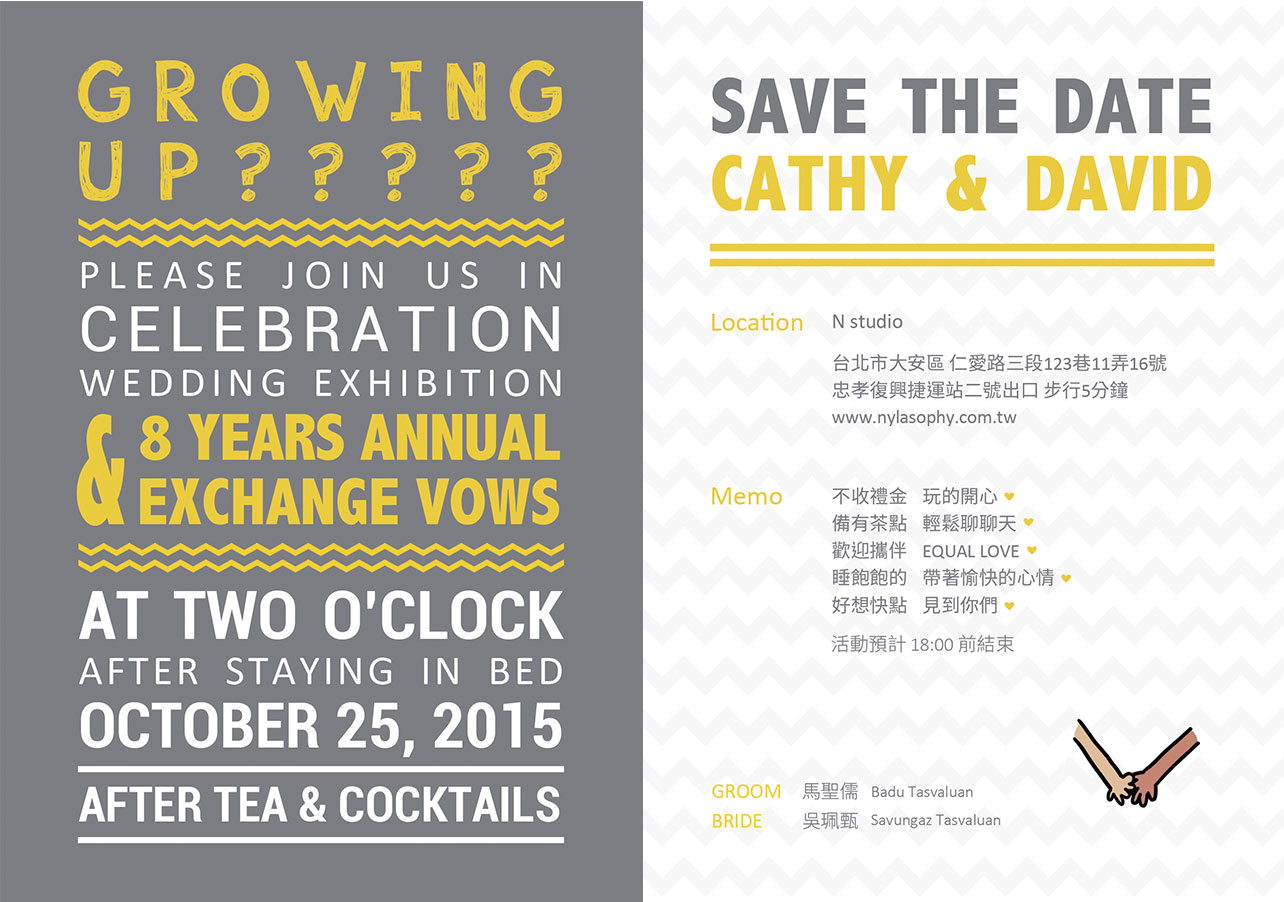 GROWING
UP?????
PLEASE JOIN US IN
CELEBRATION
WEDDING EXHIBITION
& 8 YEARS ANNUAL
EXCHANGE VOWS
AT TWO O'CLOCK
AFTER STAYING IN BED
OCTOBER 25, 2015
AFTER TEA & COCKTAILS
SAVE THE DATE
CATHY & DAVID
Location N studio
台北市大安區 仁愛路三段123巷11弄16號
忠孝復興捷運站二號出口 步行5分鐘
www.nylasophy.com.tw
Memo 不收禮金 玩的開心 ♥
備有茶點 輕鬆聊聊天 ♥
歡迎攜伴 EQUAL LOVE ♥
睡飽飽的 帶著愉快的心情 ♥
好想快點 見到你們 ♥
活動預計 18:00 前結束
GROOM 馬聖儒 Badu Tasvaluan
BRIDE 吳珮甄 Savungaz Tasvaluan